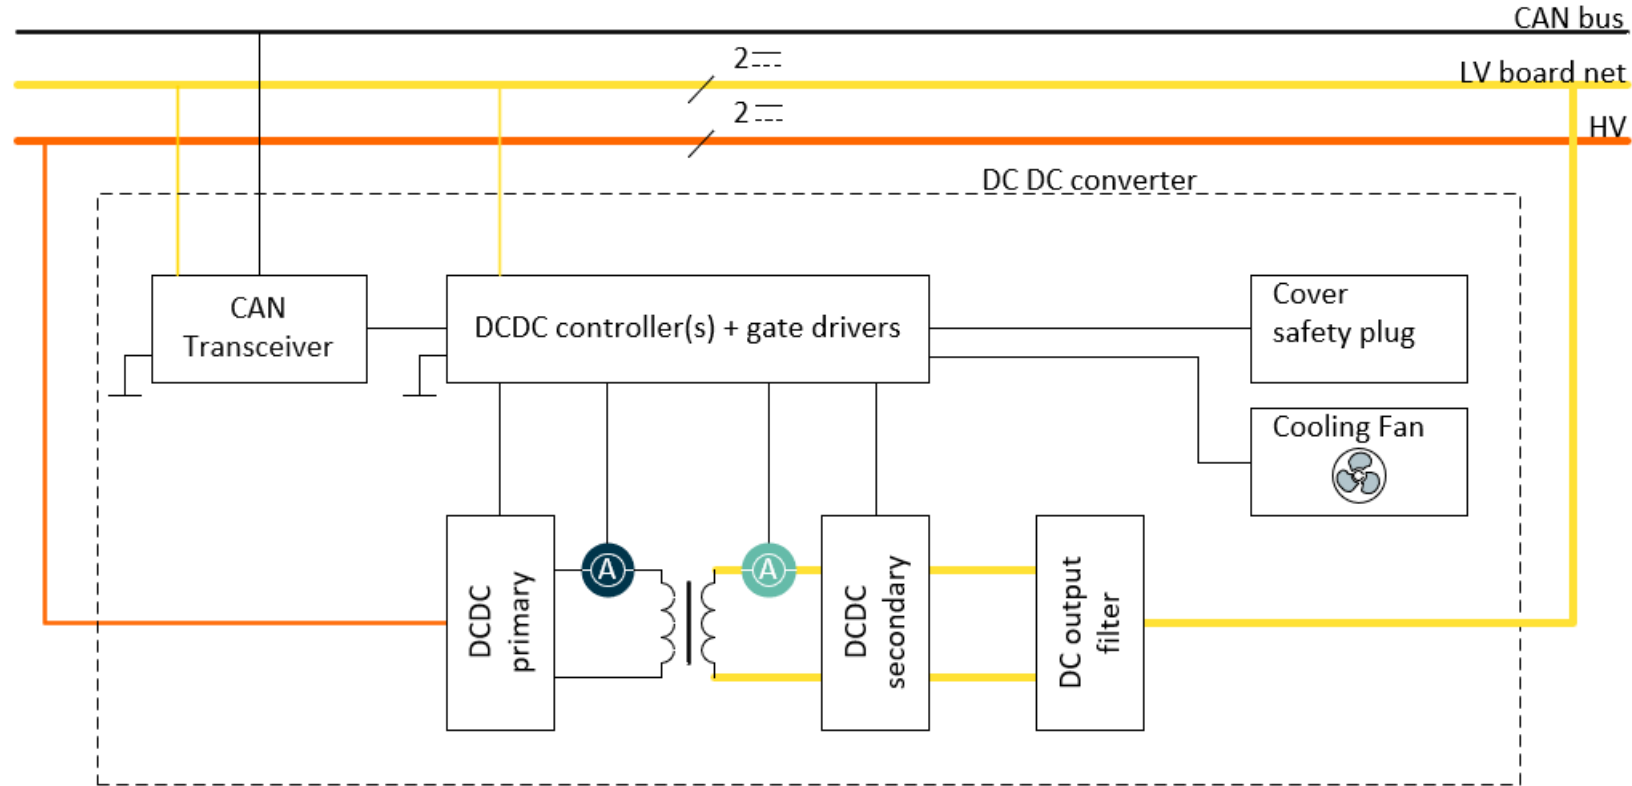 CAN bus
2
LV board net
2
HV
DC DC converter
CAN
Transceiver
DCDC controller(s) + gate drivers
Cover
safety plug
Cooling Fan
DCDC
primary
A
A
DCDC
secondary
DC output
filter